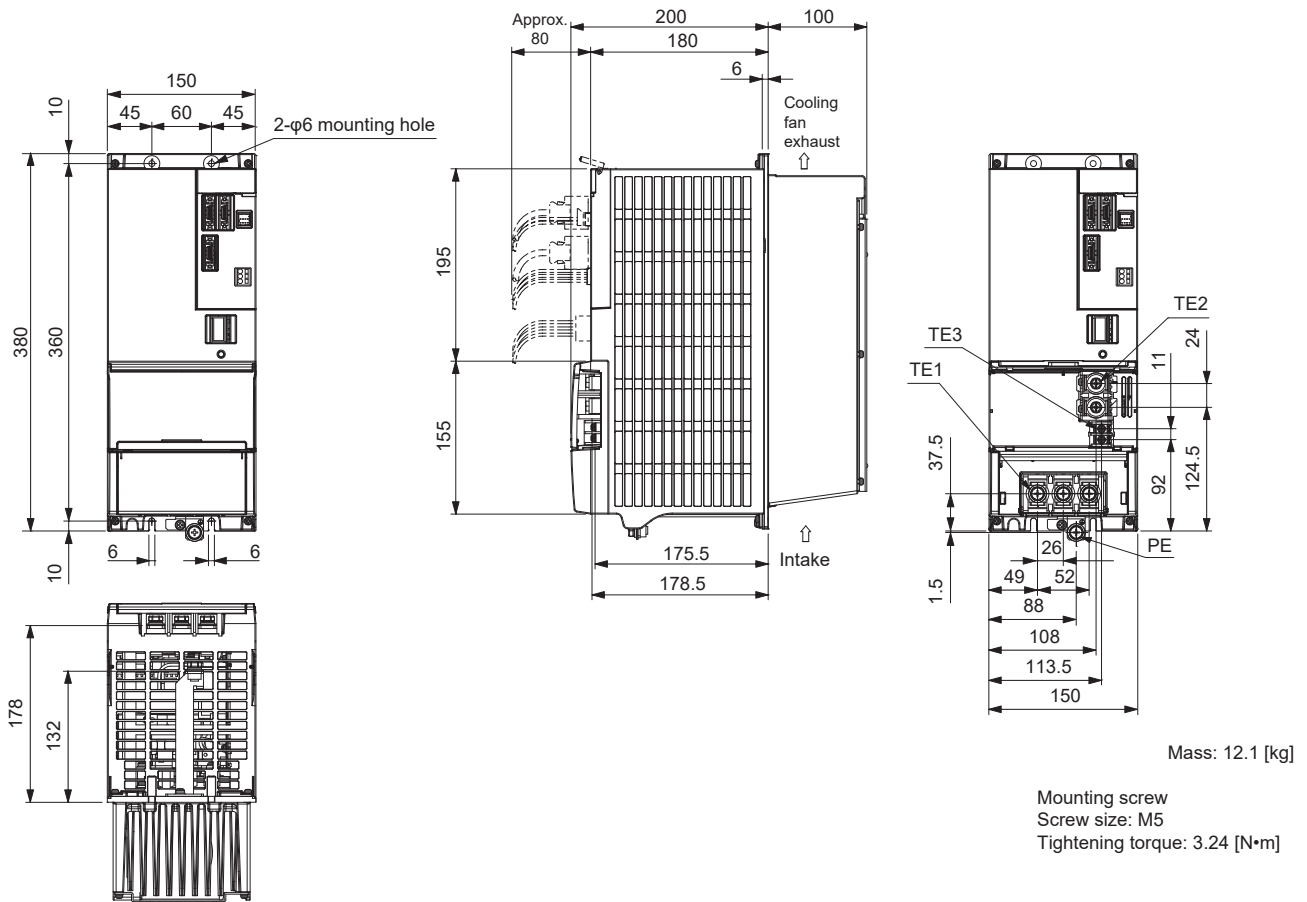 150
45 60 45
10
2-φ6 mounting hole
380
360
6 6
10
178
132
200 100
Approx.
80 180
6
Cooling
fan
exhaust
195
155
Intake
175.5
178.5
TE2
TE3
TE1
24
11
37.5
92
124.5
1.5
PE
26
49 52
88
108
113.5
150
Mass: 12.1 [kg]
Mounting screw
Screw size: M5
Tightening torque: 3.24 [N•m]